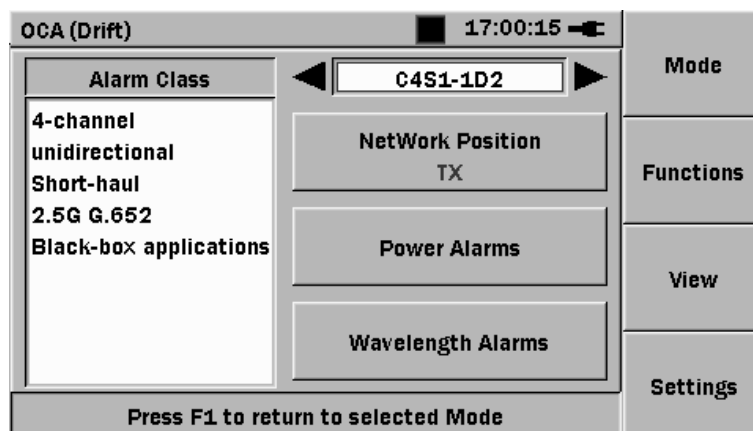 OCA (Drift)
17:00:15
Alarm Class
4-channel
unidirectional
Short-haul
2.5G G.652
Black-box applications
C4S1-1D2
NetWork Position
TX
Power Alarms
Wavelength Alarms
Mode
Functions
View
Settings
Press F1 to return to selected Mode